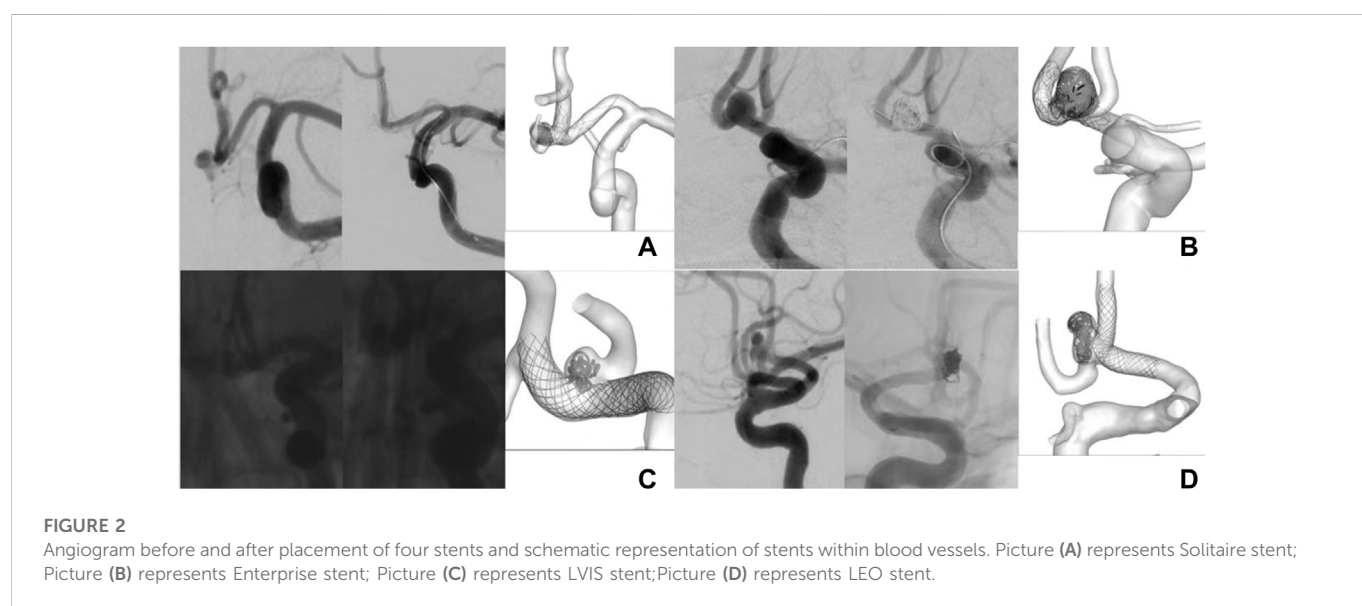 A
B
C
D
FIGURE 2
Angiogram before and after placement of four stents and schematic representation of stents within blood vessels. Picture (A) represents Solitaire stent;
Picture (B) represents Enterprise stent; Picture (C) represents LVIS stent;Picture (D) represents LEO stent.